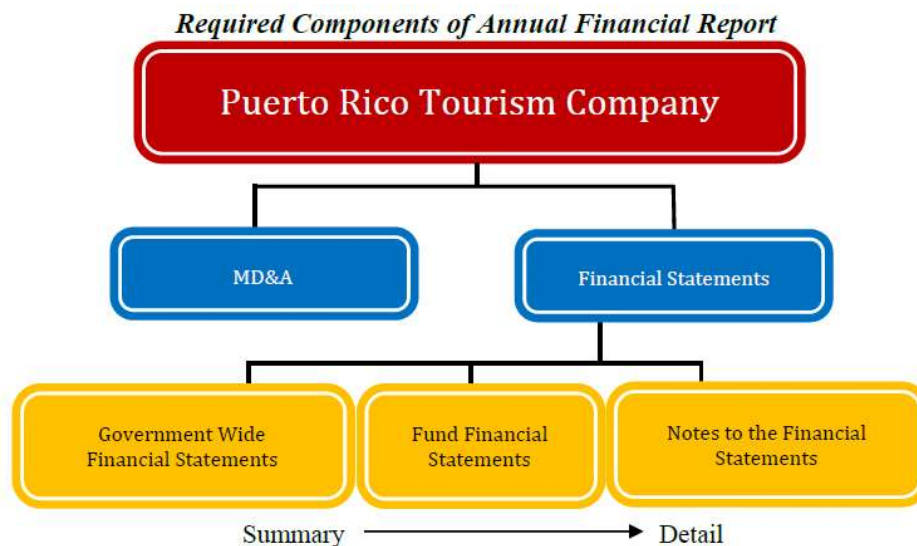 Required Components of Annual Financial Report
Puerto Rico Tourism Company
MD&A
Financial Statements
Government Wide
Financial Statements
Fund Financial
Statements
Notes to the Financial
Statements
Summary
Detail